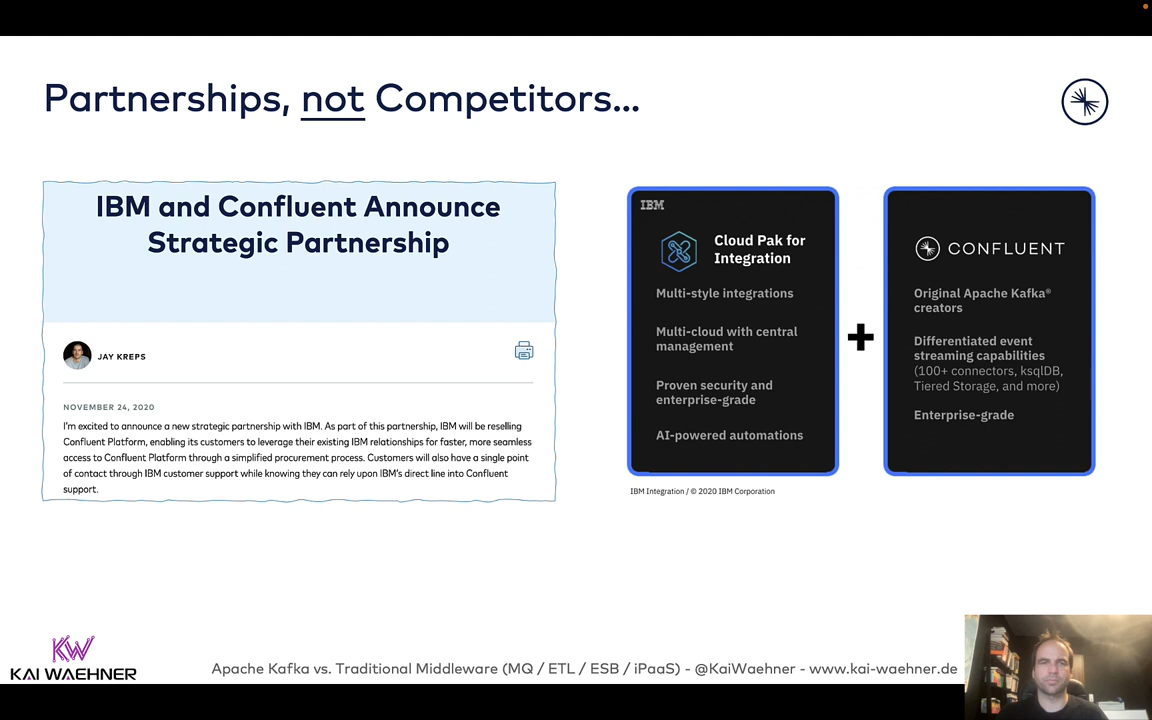 Partnerships, not Competitors...
IBM and Confluent Announce
Strategic Partnership
JAY KREPS
NOVEMBER 24, 2020
I'm excited to announce a new strategic partnership with IBM. As part of this partnership, IBM will be reselling
Confluent Platform, enabling its customers to leverage their existing IBM relationships for faster, more seamless
access to Confluent Platform through a simplified procurement process. Customers will also have a single point
of contact through IBM customer support while knowing they can rely upon IBM's direct line into Confluent
support.
IBM
Cloud Pak for
Integration
Multi-style integrations
Multi-cloud with central
management
Proven security and
enterprise-grade
AI-powered automations
+
CONFLUENT
Original Apache Kafka®
creators
Differentiated event
streaming capabilities
(100+ connectors, ksqlDB,
Tiered Storage, and more)
Enterprise-grade
IBM Integration / © 2020 IBM Corporation
KW
KAI WAEHNER
Apache Kafka vs. Traditional Middleware (MQ / ETL / ESB / iPaaS) - @KaiWaehner - www.kai-waehner.de